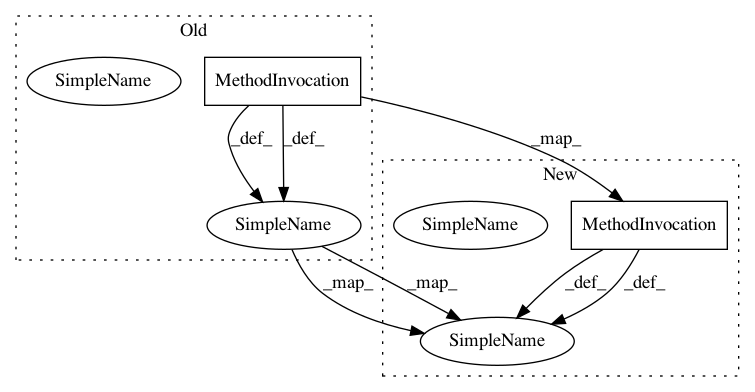 Old
SimpleName
MethodInvocation
_def_
_def_
_map_
New
SimpleName
SimpleName
MethodInvocation
_map_
_map_
_def_
_def_
SimpleName